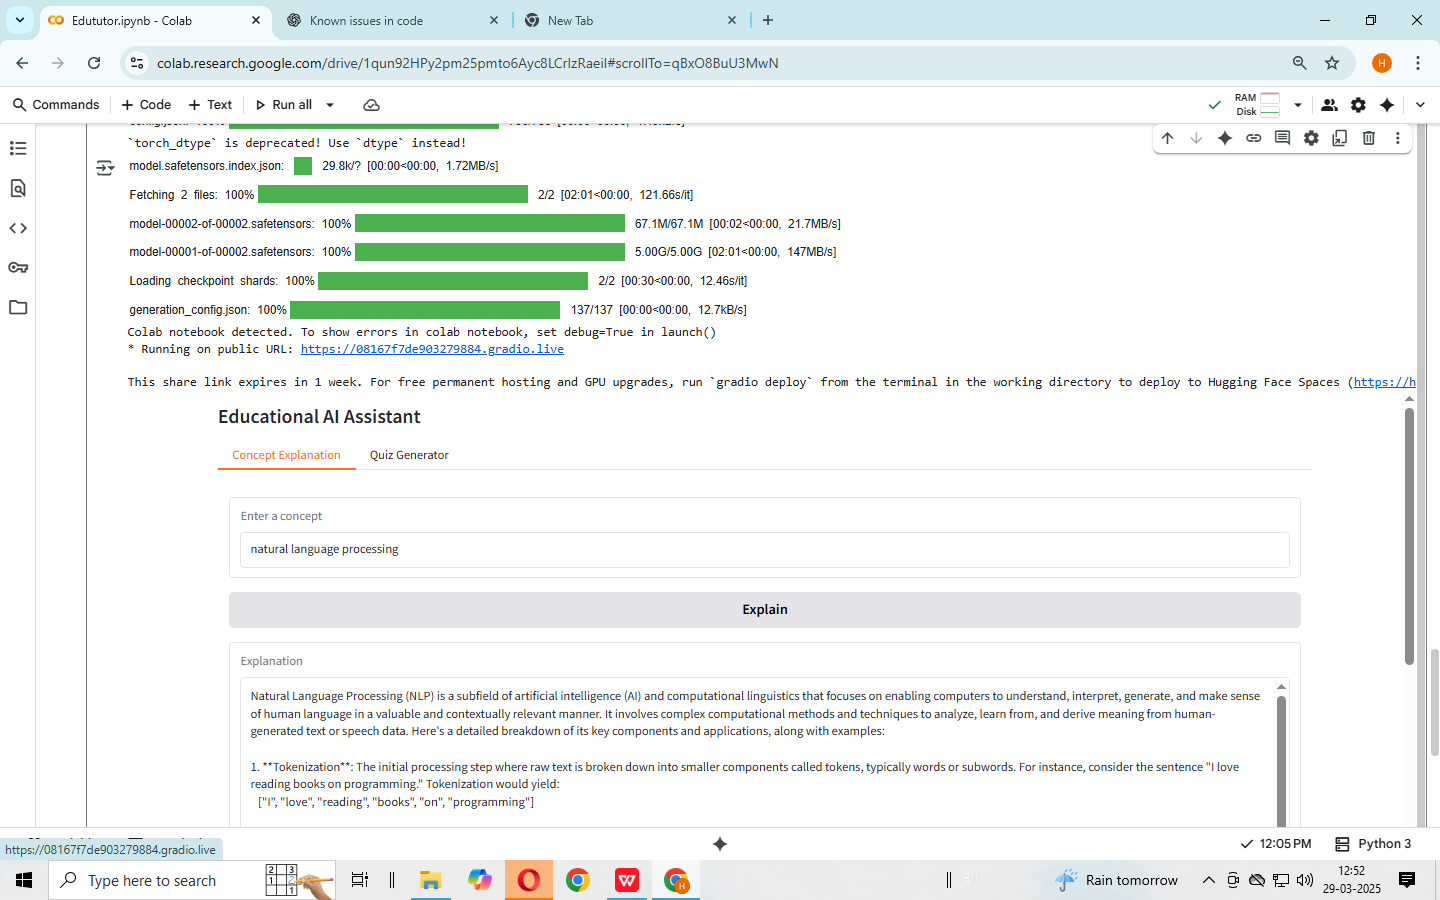 Edututor.ipynb - Colab
Known issues in code
New Tab
colab.research.google.com/drive/1qun92HPy2pm25pmto6Ayc8LCrIzRaeiI#scrollTo=qBxO8BuU3MwN
H
Commands
+ Code
+ Text
Run all
RAM
Disk
`torch_dtype` is deprecated! Use `dtype` instead!
model.safetensors.index.json: 29.8k/? [00:00<00:00, 1.72MB/s]
Fetching 2 files: 100% 2/2 [02:01<00:00, 121.66s/it]
model-00002-of-00002.safetensors: 100% 67.1M/67.1M [00:02<00:00, 21.7MB/s]
model-00001-of-00002.safetensors: 100% 5.00G/5.00G [02:01<00:00, 147MB/s]
Loading checkpoint shards: 100% 2/2 [00:30<00:00, 12.46s/it]
generation_config.json: 100% 137/137 [00:00<00:00, 12.7kB/s]
Colab notebook detected. To show errors in colab notebook, set debug=True in launch()
* Running on public URL: https://08167f7de903279884.gradio.live
This share link expires in 1 week. For free permanent hosting and GPU upgrades, run `gradio deploy` from the terminal in the working directory to deploy to Hugging Face Spaces (https://h
Educational AI Assistant
Concept Explanation
Quiz Generator
Enter a concept
natural language processing
Explain
Explanation
Natural Language Processing (NLP) is a subfield of artificial intelligence (AI) and computational linguistics that focuses on enabling computers to understand, interpret, generate, and make sense
of human language in a valuable and contextually relevant manner. It involves complex computational methods and techniques to analyze, learn from, and derive meaning from human-
generated text or speech data. Here's a detailed breakdown of its key components and applications, along with examples:
1. **Tokenization**: The initial processing step where raw text is broken down into smaller components called tokens, typically words or subwords. For instance, consider the sentence "I love
reading books on programming." Tokenization would yield:
["I", "love", "reading", "books", "on", "programming"]
https://08167f7de903279884.gradio.live
12:05 PM
Python 3
Type here to search
Rain tomorrow
12:52
29-03-2025